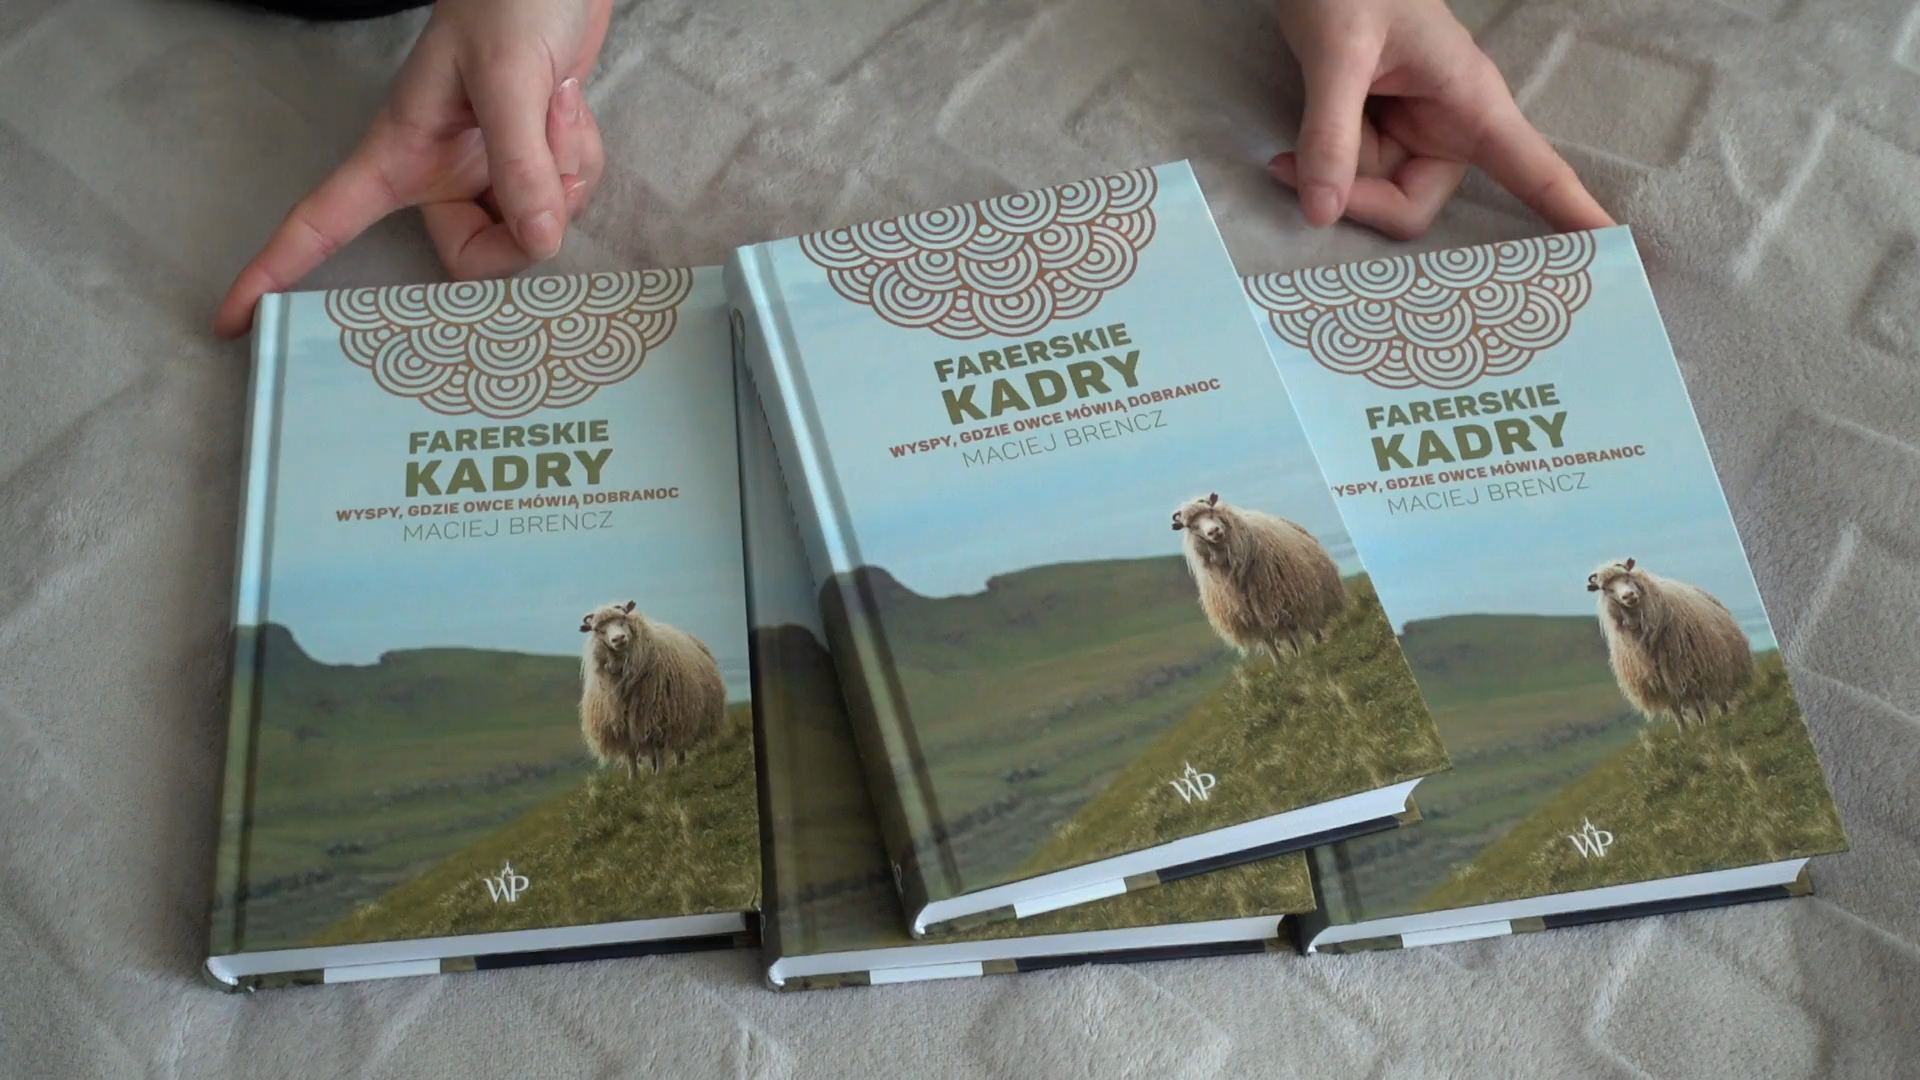 FARERSKIE
KADRY
WYSPY, GDZIE OWCE MÓWIĄ DOBRANOC
MACIEJ BRENCZ
WP
FARERSKIE
KADRY
WYSPY, GDZIE OWCE MÓWIĄ DOBRANOC
MACIEJ BRENCZ
WP
FARERSKIE
KADRY
YSPY, GDZIE OWCE MÓWIĄ DOBRANOC
MACIEJ BRENCZ
WP